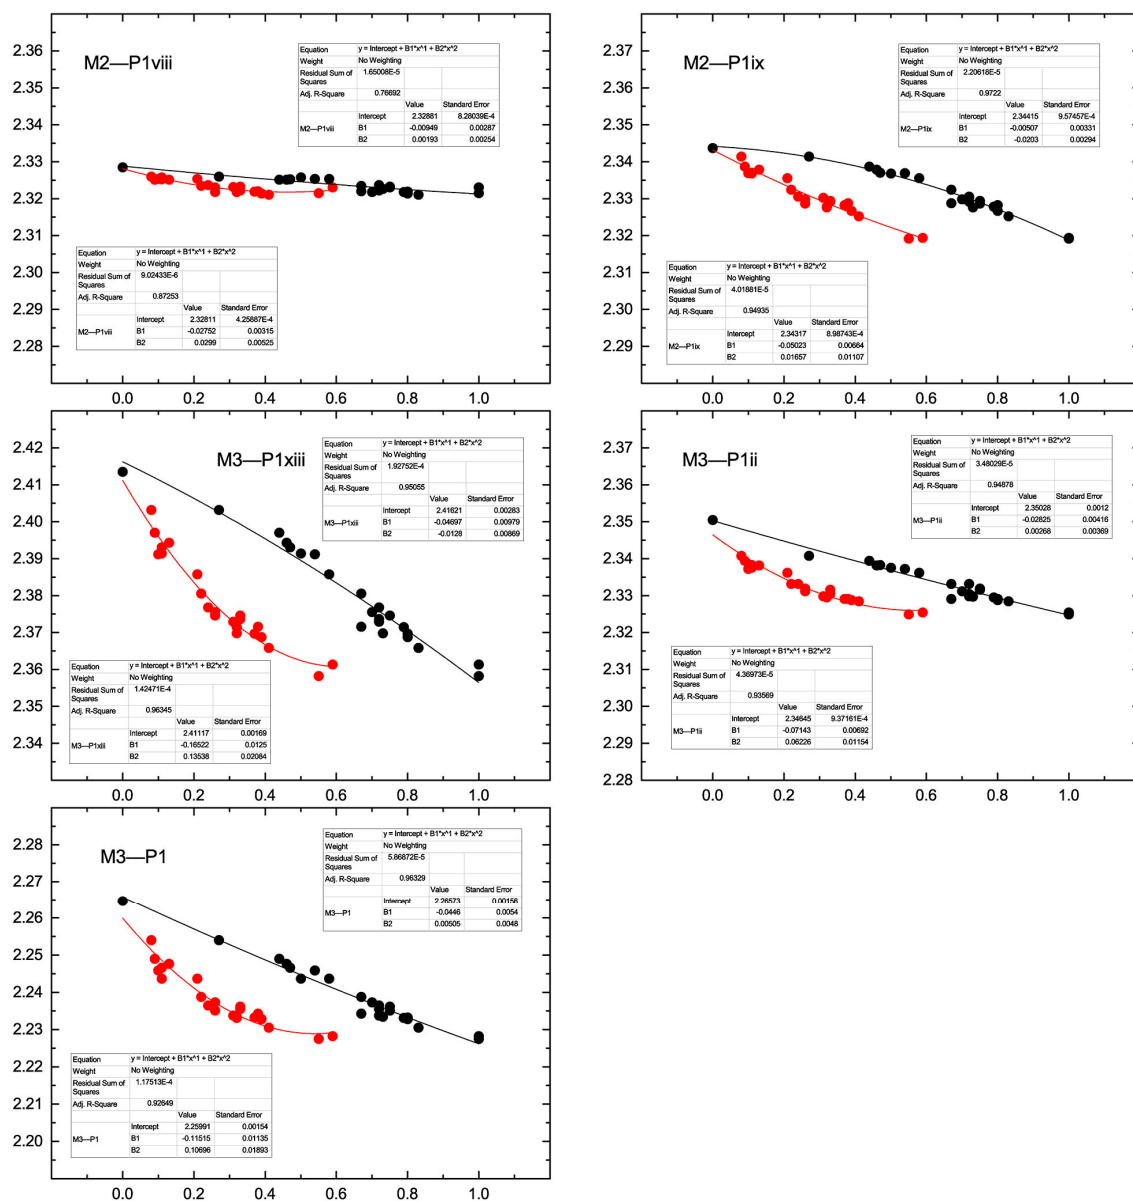 M2—P1viii
2.36
2.35
2.34
2.33
2.32
2.31
2.30
2.29
2.28
Equation y = Intercept + B1*x^1 + B2*x^2
Weight No Weighting
Residual Sum of Squares 1.65008E-5
Adj. R-Square 0.76692
Value Standard Error
Intercept 2.32881 8.28039E-4
M2—P1viii B1 -0.00949 0.00287
B2 0.00193 0.00254
Equation y = Intercept + B1*x^1 + B2*x^2
Weight No Weighting
Residual Sum of Squares 9.02433E-6
Adj. R-Square 0.87253
Value Standard Error
Intercept 2.32811 4.25887E-4
M2—P1viii B1 -0.02752 0.00315
B2 0.0299 0.00525
0.0 0.2 0.4 0.6 0.8 1.0
M2—P1ix
2.37
2.36
2.35
2.34
2.33
2.32
2.31
2.30
2.29
Equation y = Intercept + B1*x^1 + B2*x^2
Weight No Weighting
Residual Sum of Squares 2.20618E-5
Adj. R-Square 0.9722
Value Standard Error
Intercept 2.34415 9.57457E-4
M2—P1ix B1 -0.00507 0.00331
B2 -0.0203 0.00294
Equation y = Intercept + B1*x^1 + B2*x^2
Weight No Weighting
Residual Sum of Squares 4.01881E-5
Adj. R-Square 0.94935
Value Standard Error
Intercept 2.34317 8.98743E-4
M2—P1ix B1 -0.05023 0.00664
B2 0.01657 0.01107
0.0 0.2 0.4 0.6 0.8 1.0
M3—P1xiii
2.42
2.41
2.40
2.39
2.38
2.37
2.36
2.35
2.34
Equation y = Intercept + B1*x^1 + B2*x^2
Weight No Weighting
Residual Sum of Squares 1.92752E-4
Adj. R-Square 0.95055
Value Standard Error
Intercept 2.41621 0.00283
M3—P1xiii B1 -0.04697 0.00979
B2 -0.0128 0.00869
Equation y = Intercept + B1*x^1 + B2*x^2
Weight No Weighting
Residual Sum of Squares 1.42471E-4
Adj. R-Square 0.96345
Value Standard Error
Intercept 2.41117 0.00169
M3—P1xiii B1 -0.16522 0.0125
B2 0.13538 0.02084
0.0 0.2 0.4 0.6 0.8 1.0
M3—P1ii
2.37
2.36
2.35
2.34
2.33
2.32
2.31
2.30
2.29
2.28
Equation y = Intercept + B1*x^1 + B2*x^2
Weight No Weighting
Residual Sum of Squares 3.48029E-5
Adj. R-Square 0.94878
Value Standard Error
Intercept 2.35028 0.0012
M3—P1ii B1 -0.02825 0.00416
B2 0.00268 0.00369
Equation y = Intercept + B1*x^1 + B2*x^2
Weight No Weighting
Residual Sum of Squares 4.36973E-5
Adj. R-Square 0.93569
Value Standard Error
Intercept 2.34645 9.37161E-4
M3—P1ii B1 -0.07143 0.00692
B2 0.06226 0.01154
0.0 0.2 0.4 0.6 0.8 1.0
M3—P1
2.28
2.27
2.26
2.25
2.24
2.23
2.22
2.21
2.20
Equation y = Intercept + B1*x^1 + B2*x^2
Weight No Weighting
Residual Sum of Squares 5.86872E-5
Adj. R-Square 0.96329
Value Standard Error
Intercept 2.26573 0.00156
M3—P1 B1 -0.0446 0.0054
B2 0.00505 0.0048
Equation y = Intercept + B1*x^1 + B2*x^2
Weight No Weighting
Residual Sum of Squares 1.17513E-4
Adj. R-Square 0.92649
Value Standard Error
Intercept 2.25991 0.00154
M3—P1 B1 -0.11515 0.01135
B2 0.10696 0.01893
0.0 0.2 0.4 0.6 0.8 1.0